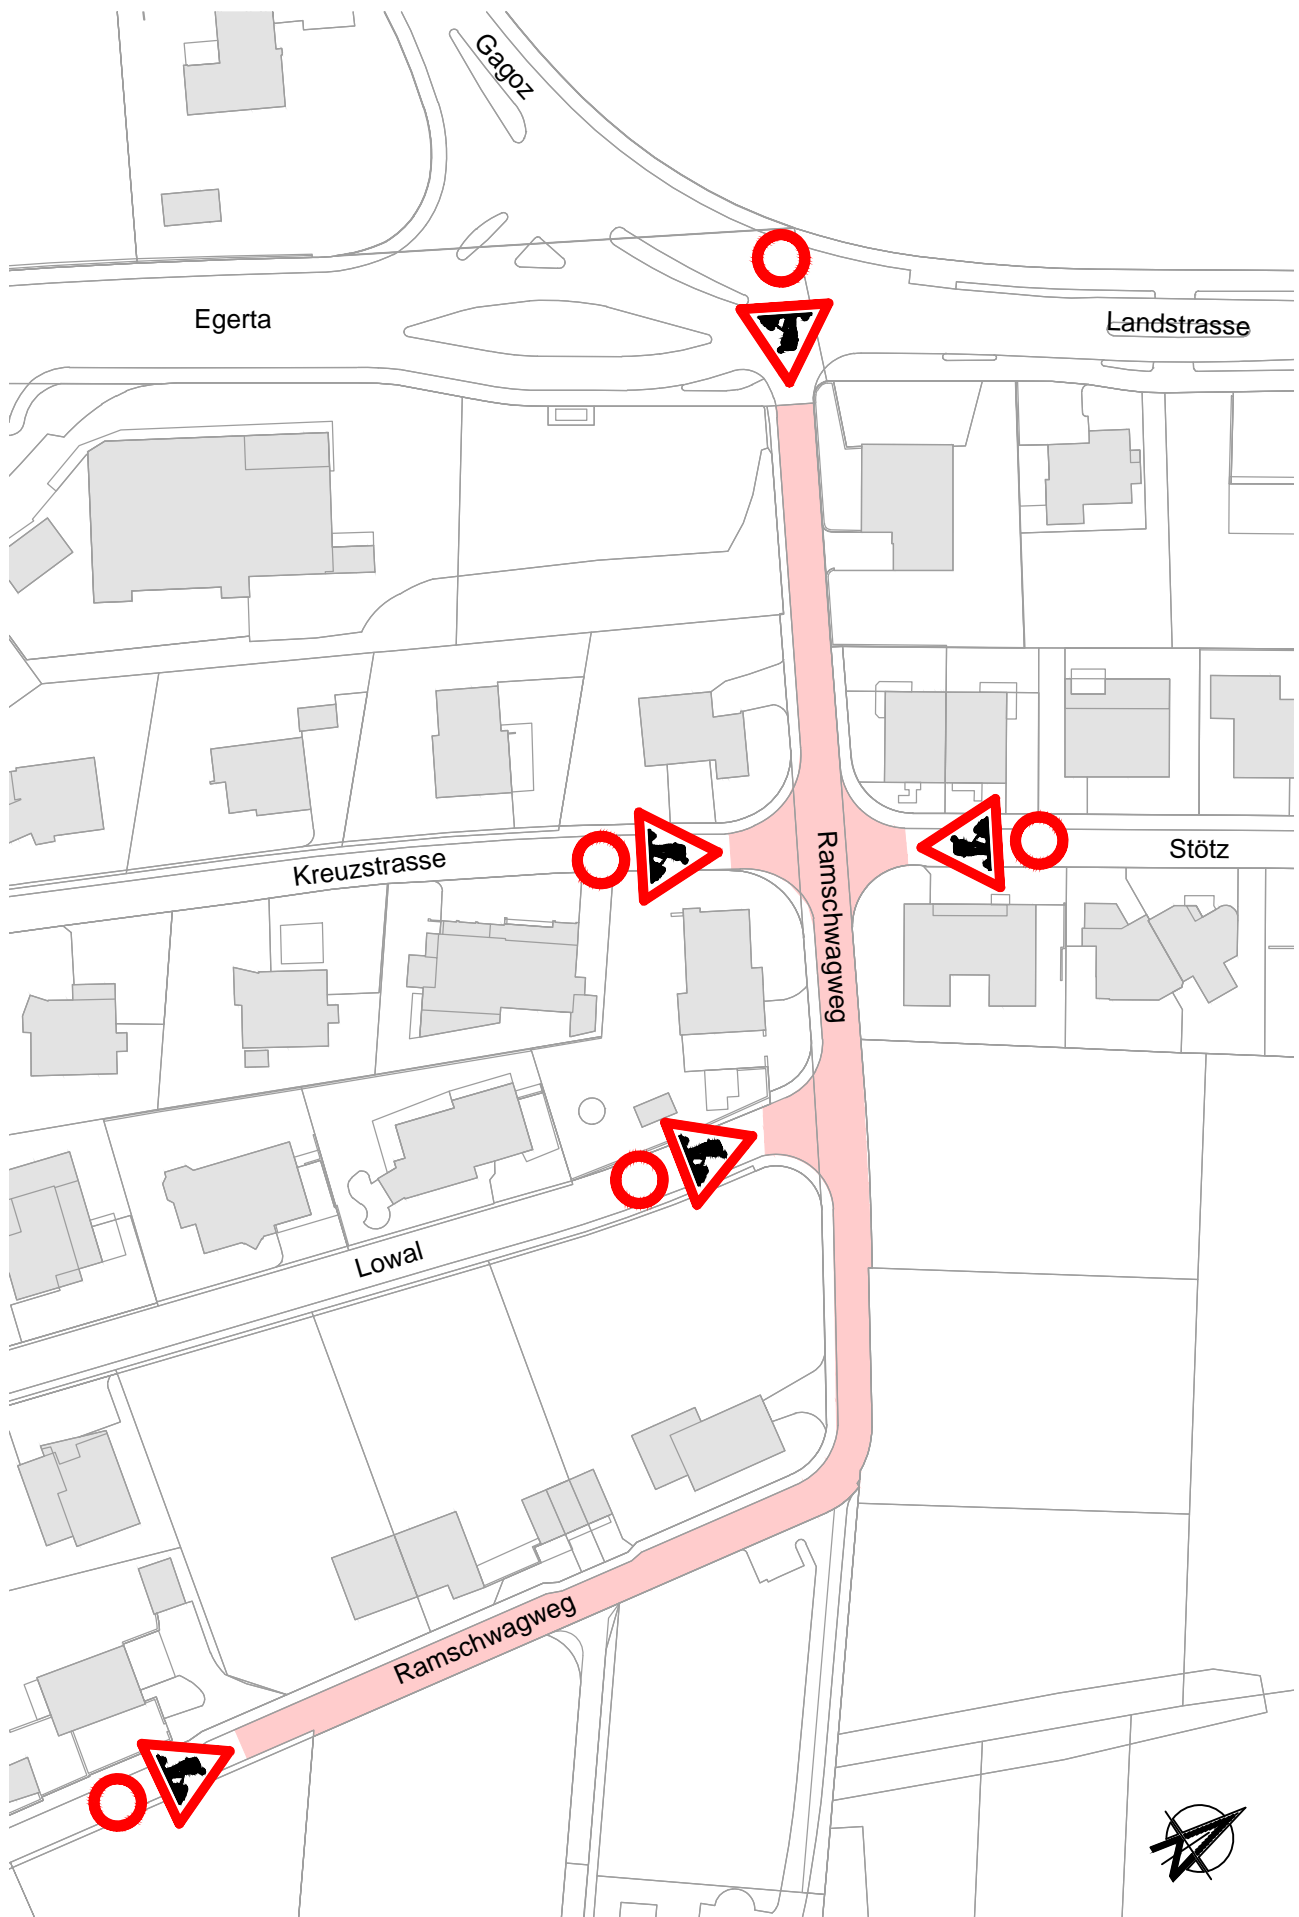 Gagoz
Egerta
Landstrasse
Kreuzstrasse
Ramschwagweg
Stötz
Lowal
Ramschwagweg